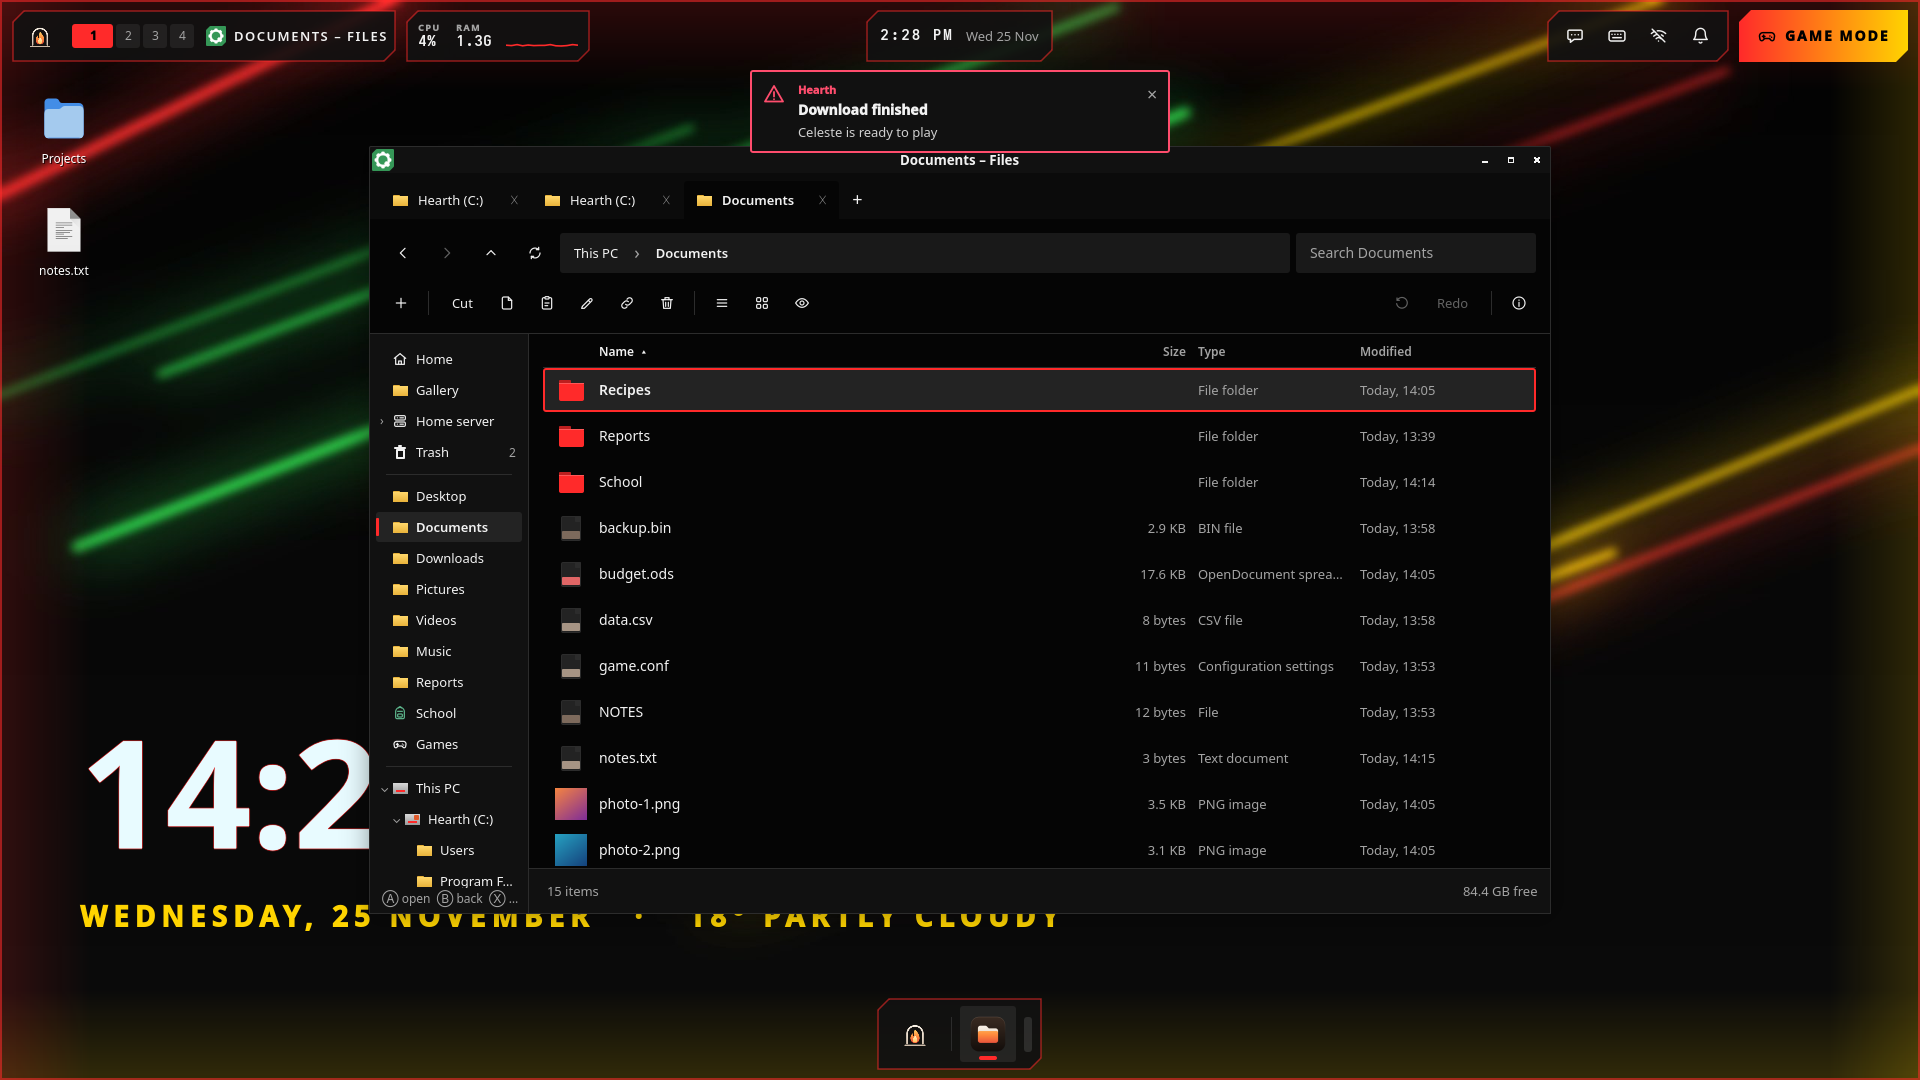 1 2 3 4 DOCUMENTS – FILES
CPU 4% RAM 1.3G
2:28 PM Wed 25 Nov
GAME MODE
Projects
notes.txt
Hearth
Download finished
Celeste is ready to play
Documents – Files
Hearth (C:) X Hearth (C:) X Documents X +
This PC › Documents
Search Documents
Cut
Redo
Home
Gallery
Home server
Trash 2
Desktop
Documents
Downloads
Pictures
Videos
Music
Reports
School
Games
This PC
Hearth (C:)
Users
Program F...
A open B back X ...
Name Size Type Modified
Recipes File folder Today, 14:05
Reports File folder Today, 13:39
School File folder Today, 14:14
backup.bin 2.9 KB BIN file Today, 13:58
budget.ods 17.6 KB OpenDocument sprea... Today, 14:05
data.csv 8 bytes CSV file Today, 13:58
game.conf 11 bytes Configuration settings Today, 13:53
NOTES 12 bytes File Today, 13:53
notes.txt 3 bytes Text document Today, 14:15
photo-1.png 3.5 KB PNG image Today, 14:05
photo-2.png 3.1 KB PNG image Today, 14:05
15 items
84.4 GB free
14:2
WEDNESDAY, 25 NOVEMBER · 18° PARTLY CLOUDY